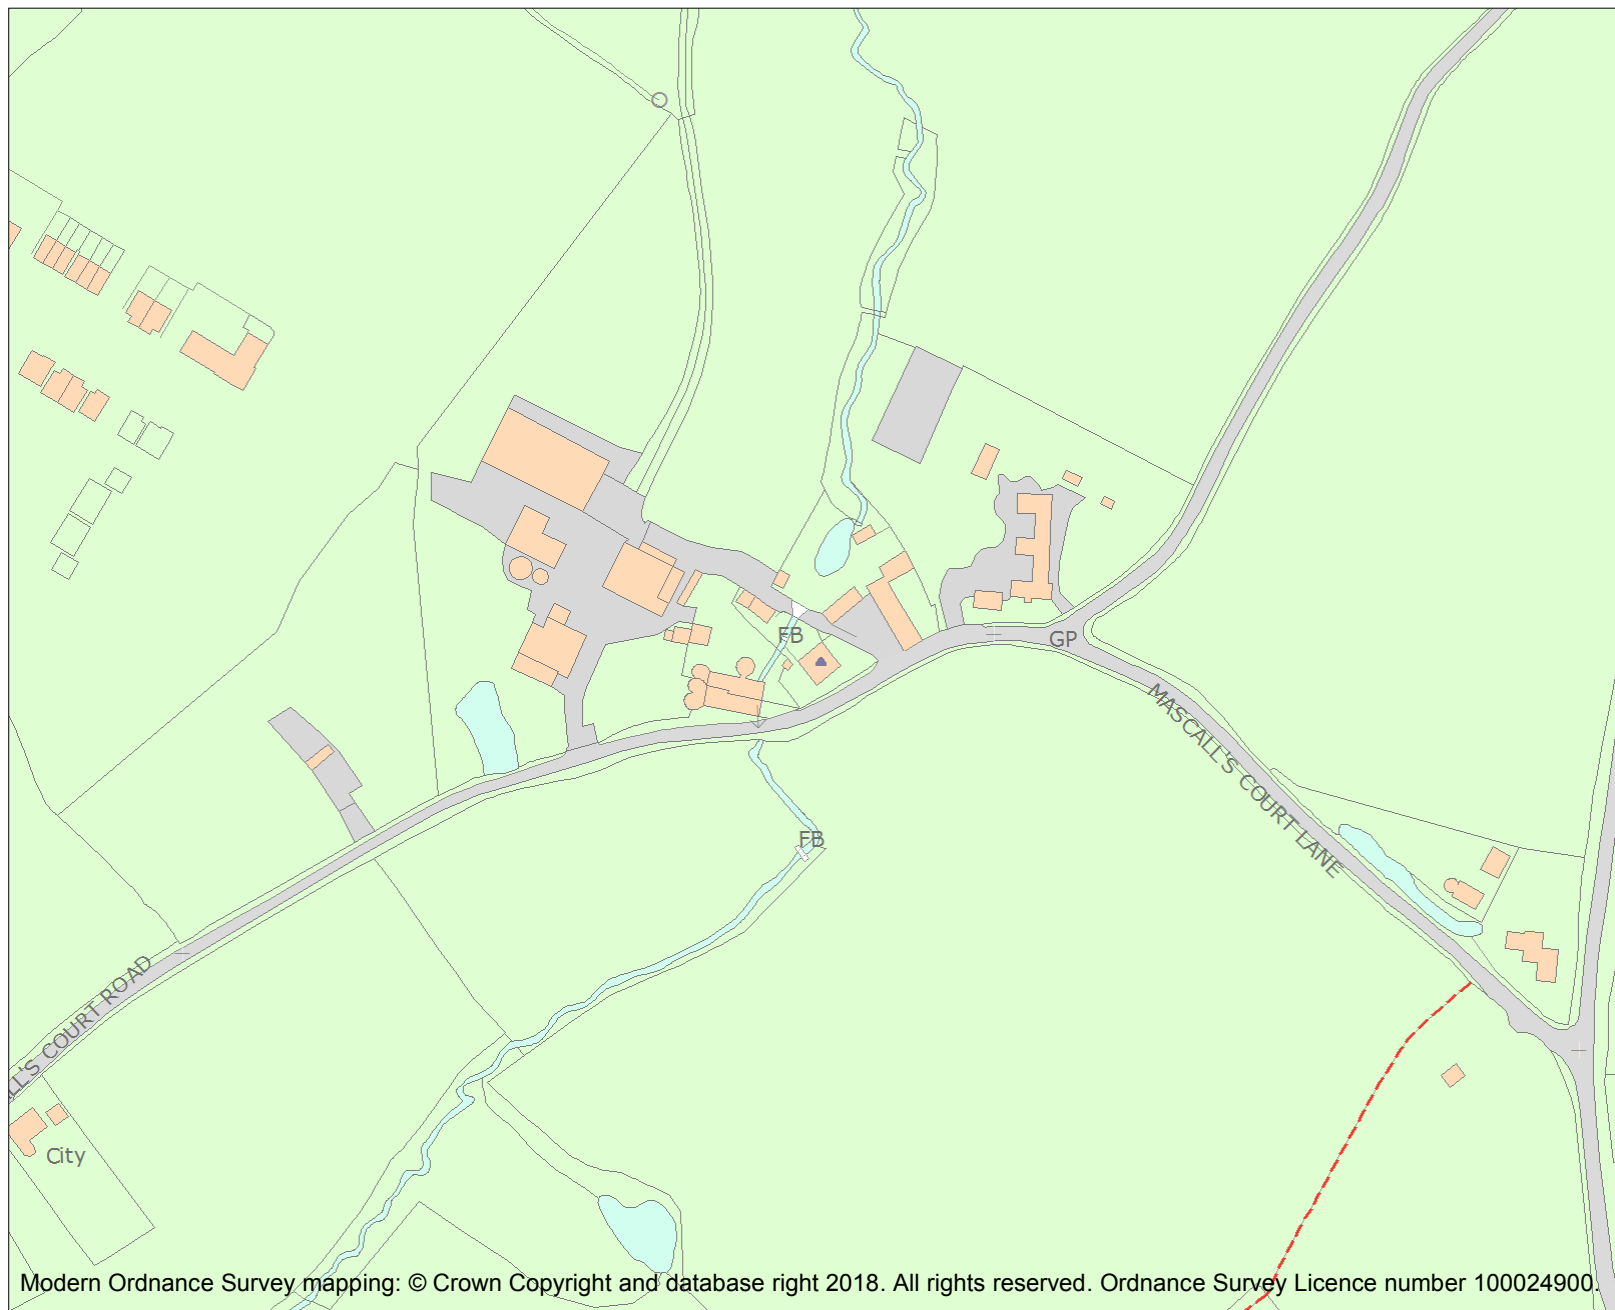 FB
GP
MASCALL'S COURT LANE
FB
LL'S COURT ROAD
City
Modern Ordnance Survey mapping: © Crown Copyright and database right 2018. All rights reserved. Ordnance Survey Licence number 100024900.